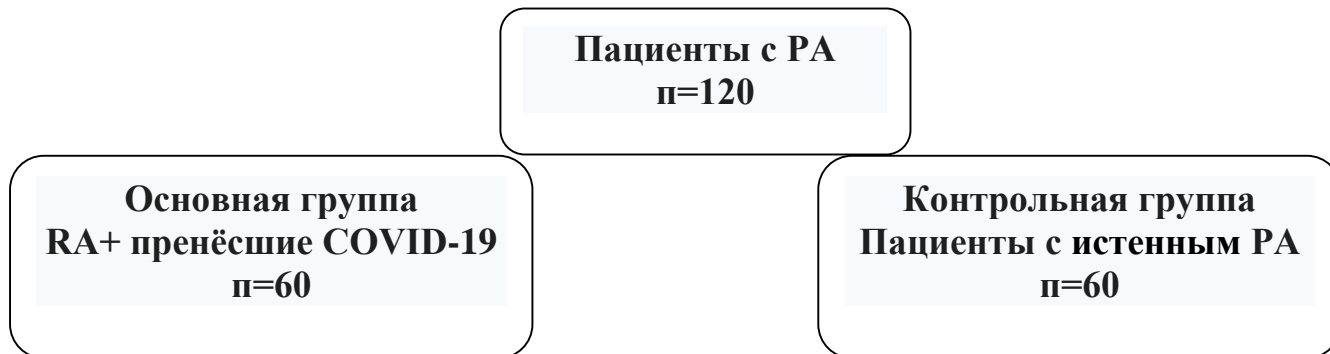 Пациенты с РА
п=120
Основная группа
RA+ пренёсшие COVID-19
п=60
Контрольная группа
Пациенты с истенным РА
п=60